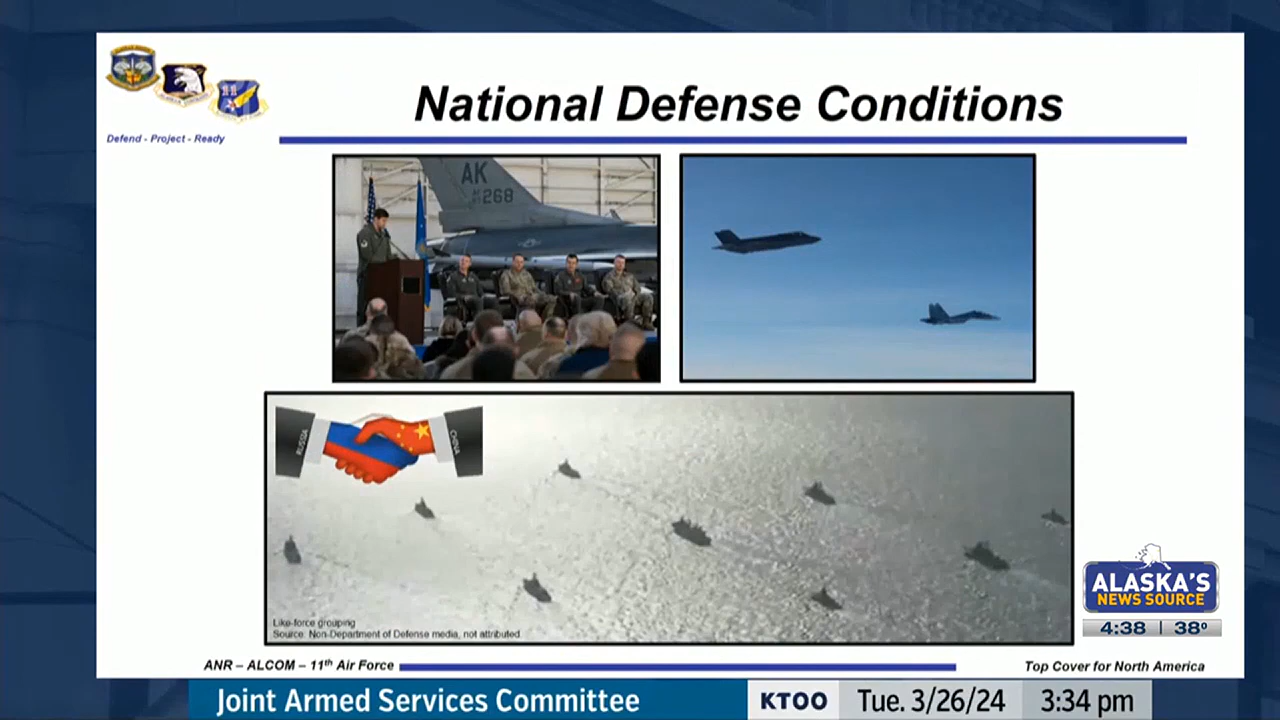 National Defense Conditions
Defend - Project - Ready
AK
268
RUSSIA
CHINA
Like-force grouping
Source: Non-Department of Defense media, not attributed
ALASKA'S
NEWS SOURCE
4:38 | 38º
ANR – ALCOM – 11th Air Force
Top Cover for North America
Joint Armed Services Committee
KTOO
Tue. 3/26/24
3:34 pm